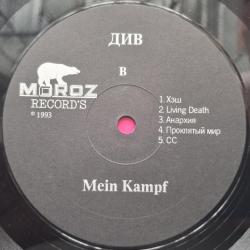 ДИВ
B
MOROZ
RECORD'S
© 1993
1. Хэш
2. Living Death
3. Анархия
4. Проклятый мир
5. СС
Mein Kampf